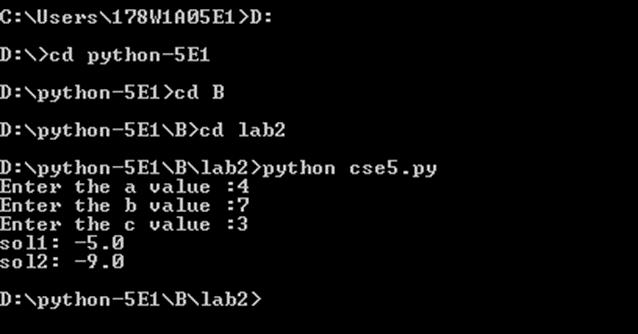 C:\Users\178W1A05E1>D:
D:\>cd python-5E1
D:\python-5E1>cd B
D:\python-5E1\B>cd lab2
D:\python-5E1\B\lab2>python cse5.py
Enter the a value :4
Enter the b value :7
Enter the c value :3
sol1: -5.0
sol2: -9.0
D:\python-5E1\B\lab2>